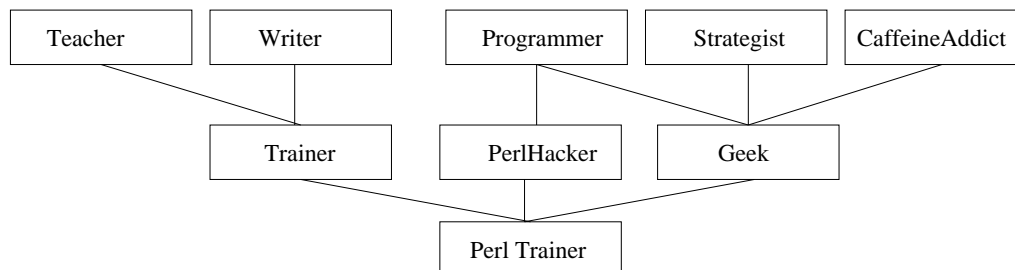 Teacher
Writer
Programmer
Strategist
CaffeineAddict
Trainer
PerlHacker
Geek
Perl Trainer